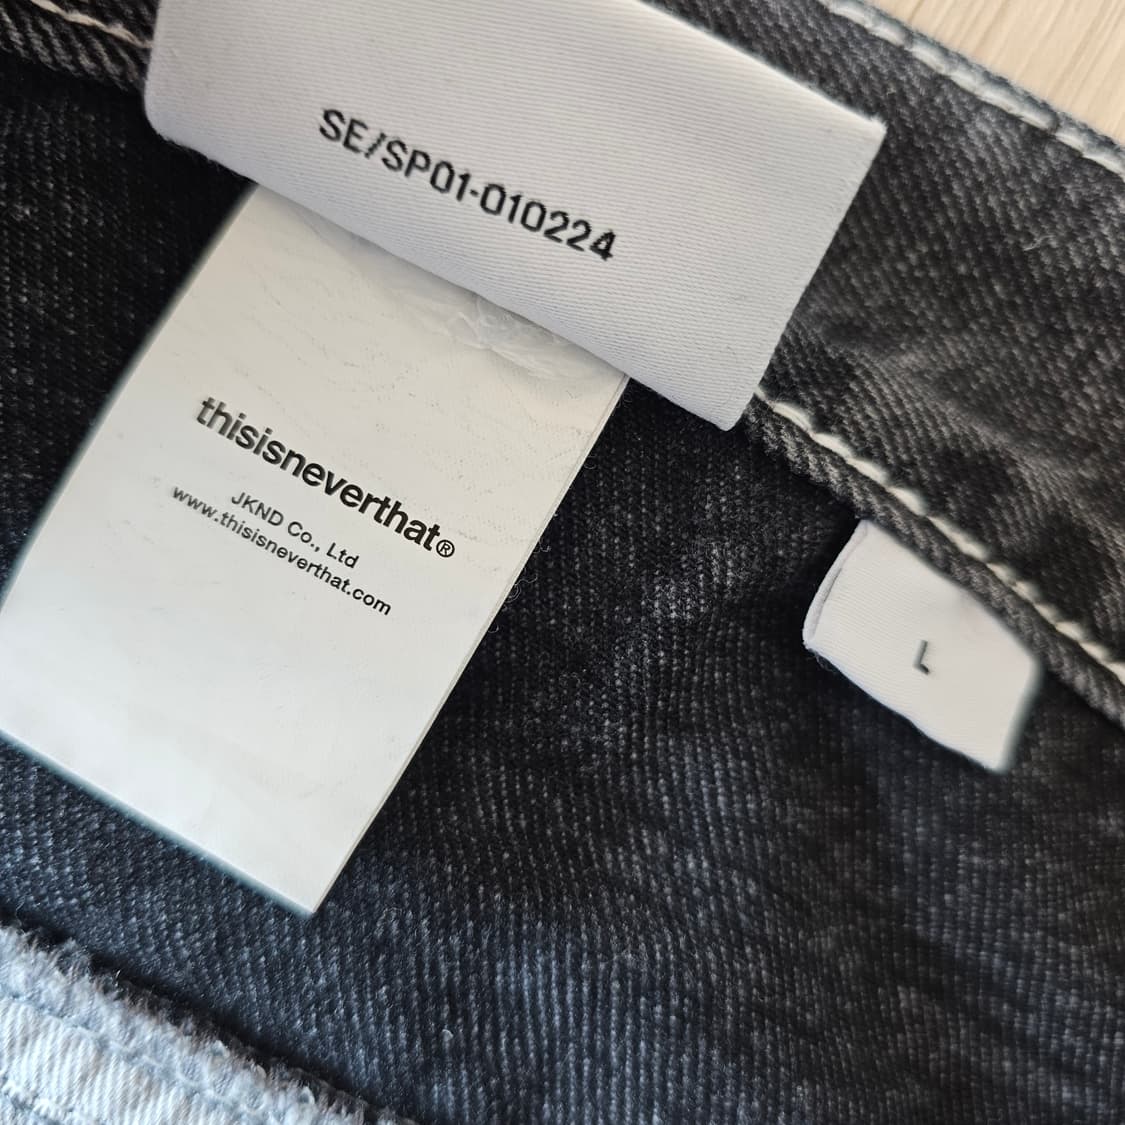 SE/SP01-010224
thisisneverthat®
JKND Co., Ltd
www.thisisneverthat.com
L